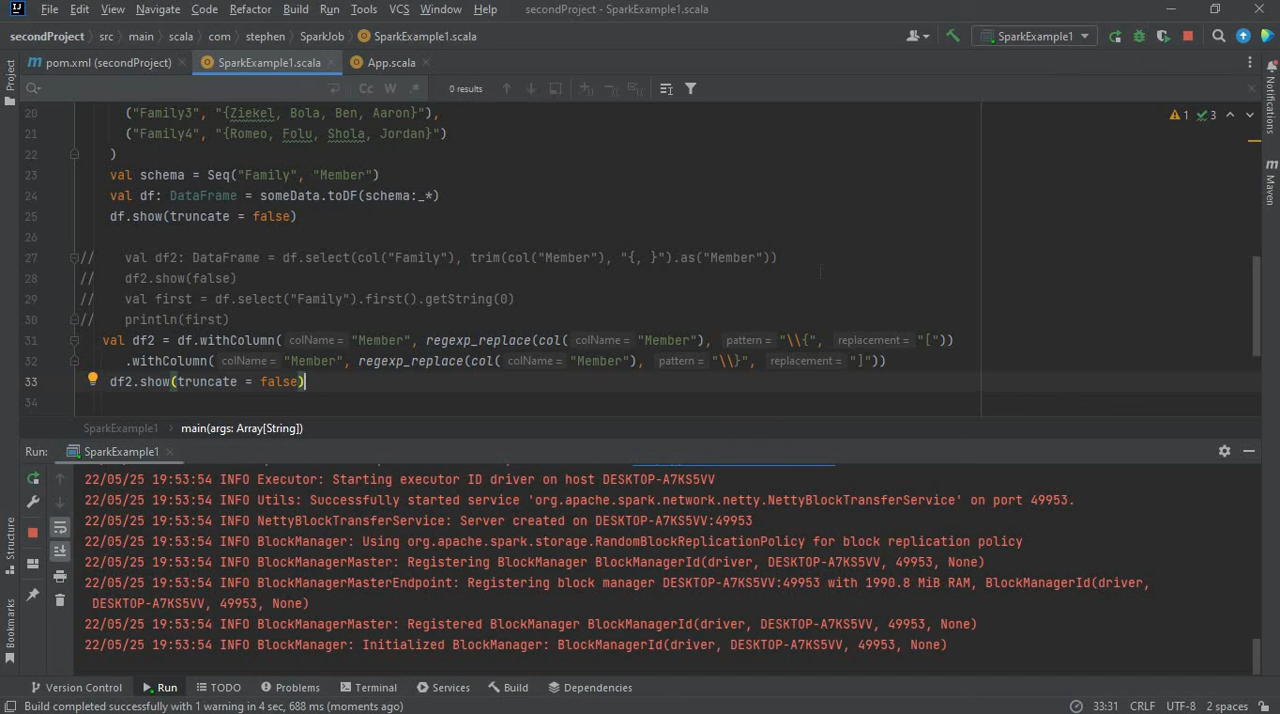 File Edit View Navigate Code Refactor Build Run Tools VCS Window Help secondProject - SparkExample1.scala
secondProject src main scala com stephen SparkJob SparkExample1.scala SparkExample1
pom.xml (secondProject) SparkExample1.scala App.scala
Cc W .* 0 results
1 3
20 ("Family3", "{Ziekel, Bola, Ben, Aaron}"),
21 ("Family4", "{Romeo, Folu, Shola, Jordan}")
22 )
23 val schema = Seq("Family", "Member")
24 val df: DataFrame = someData.toDF(schema:_*)
25 df.show(truncate = false)
26
27 // val df2: DataFrame = df.select(col("Family"), trim(col("Member"), "{, }").as("Member"))
28 // df2.show(false)
29 // val first = df.select("Family").first().getString(0)
30 // println(first)
31 val df2 = df.withColumn( colName = "Member", regexp_replace(col( colName = "Member"), pattern = "\\{", replacement = "["))
32 .withColumn( colName = "Member", regexp_replace(col( colName = "Member"), pattern = "\\}", replacement = "]"))
33 df2.show(truncate = false)
34
SparkExample1 main(args: Array[String])
Run: SparkExample1
22/05/25 19:53:54 INFO Executor: Starting executor ID driver on host DESKTOP-A7KS5VV
22/05/25 19:53:54 INFO Utils: Successfully started service 'org.apache.spark.network.netty.NettyBlockTransferService' on port 49953.
22/05/25 19:53:54 INFO NettyBlockTransferService: Server created on DESKTOP-A7KS5VV:49953
22/05/25 19:53:54 INFO BlockManager: Using org.apache.spark.storage.RandomBlockReplicationPolicy for block replication policy
22/05/25 19:53:54 INFO BlockManagerMaster: Registering BlockManager BlockManagerId(driver, DESKTOP-A7KS5VV, 49953, None)
22/05/25 19:53:54 INFO BlockManagerMasterEndpoint: Registering block manager DESKTOP-A7KS5VV:49953 with 1990.8 MiB RAM, BlockManagerId(driver,
DESKTOP-A7KS5VV, 49953, None)
22/05/25 19:53:54 INFO BlockManagerMaster: Registered BlockManager BlockManagerId(driver, DESKTOP-A7KS5VV, 49953, None)
22/05/25 19:53:54 INFO BlockManager: Initialized BlockManager: BlockManagerId(driver, DESKTOP-A7KS5VV, 49953, None)
Version Control Run TODO Problems Terminal Services Build Dependencies
Build completed successfully with 1 warning in 4 sec, 688 ms (moments ago) 33:31 CRLF UTF-8 2 spaces
Project
Structure
Bookmarks
Notifications
Maven